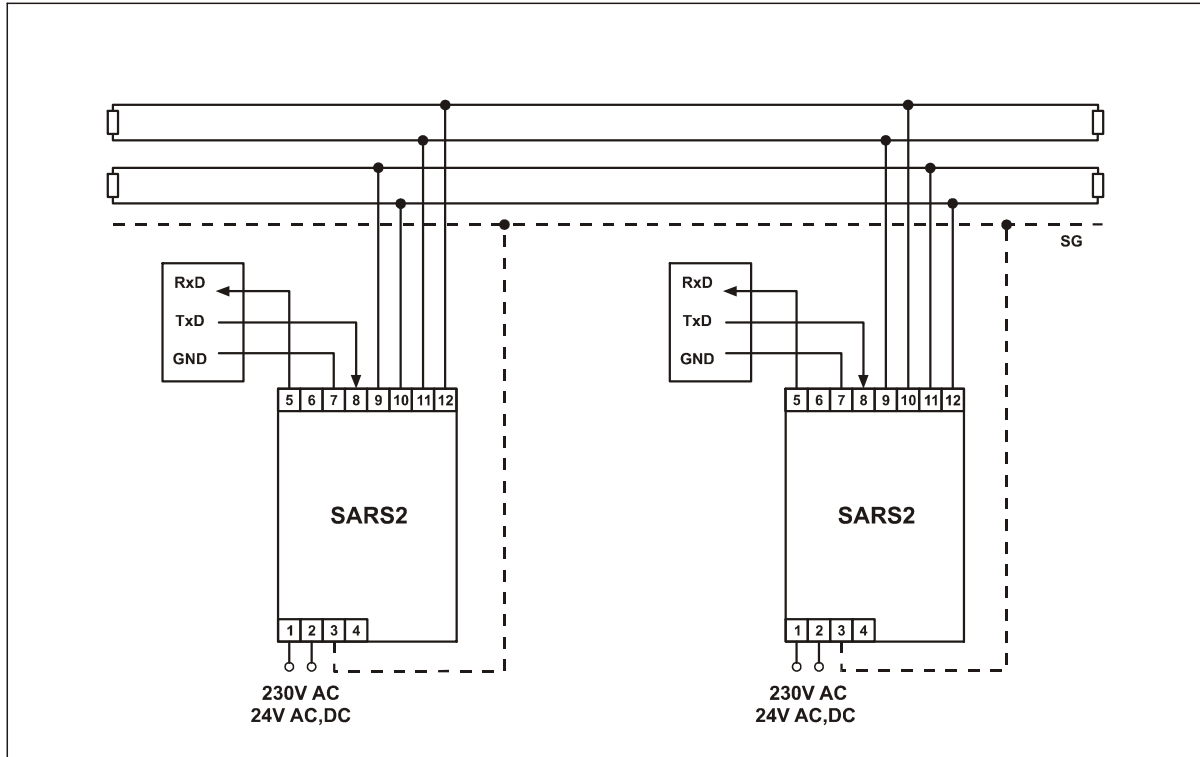 SG
RxD
TxD
GND
5 6 7 8 9 10 11 12
SARS2
1 2 3 4
230V AC
24V AC,DC
RxD
TxD
GND
5 6 7 8 9 10 11 12
SARS2
1 2 3 4
230V AC
24V AC,DC